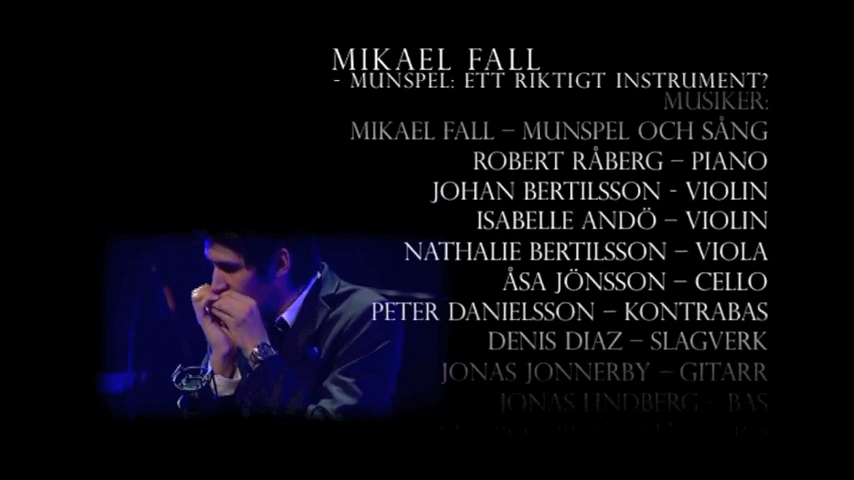 MIKAEL FALL
- MUNSPEL: ETT RIKTIGT INSTRUMENT?
MUSIKER:
MIKAEL FALL – MUNSPEL OCH SÅNG
ROBERT RÅBERG – PIANO
JOHAN BERTILSSON - VIOLIN
ISABELLE ANDÖ – VIOLIN
NATHALIE BERTILSSON – VIOLA
ÅSA JÖNSSON – CELLO
PETER DANIELSSON – KONTRABAS
DENIS DIAZ – SLAGVERK
JONAS JONNERBY – GITARR
JONAS LINDBERG - BAS